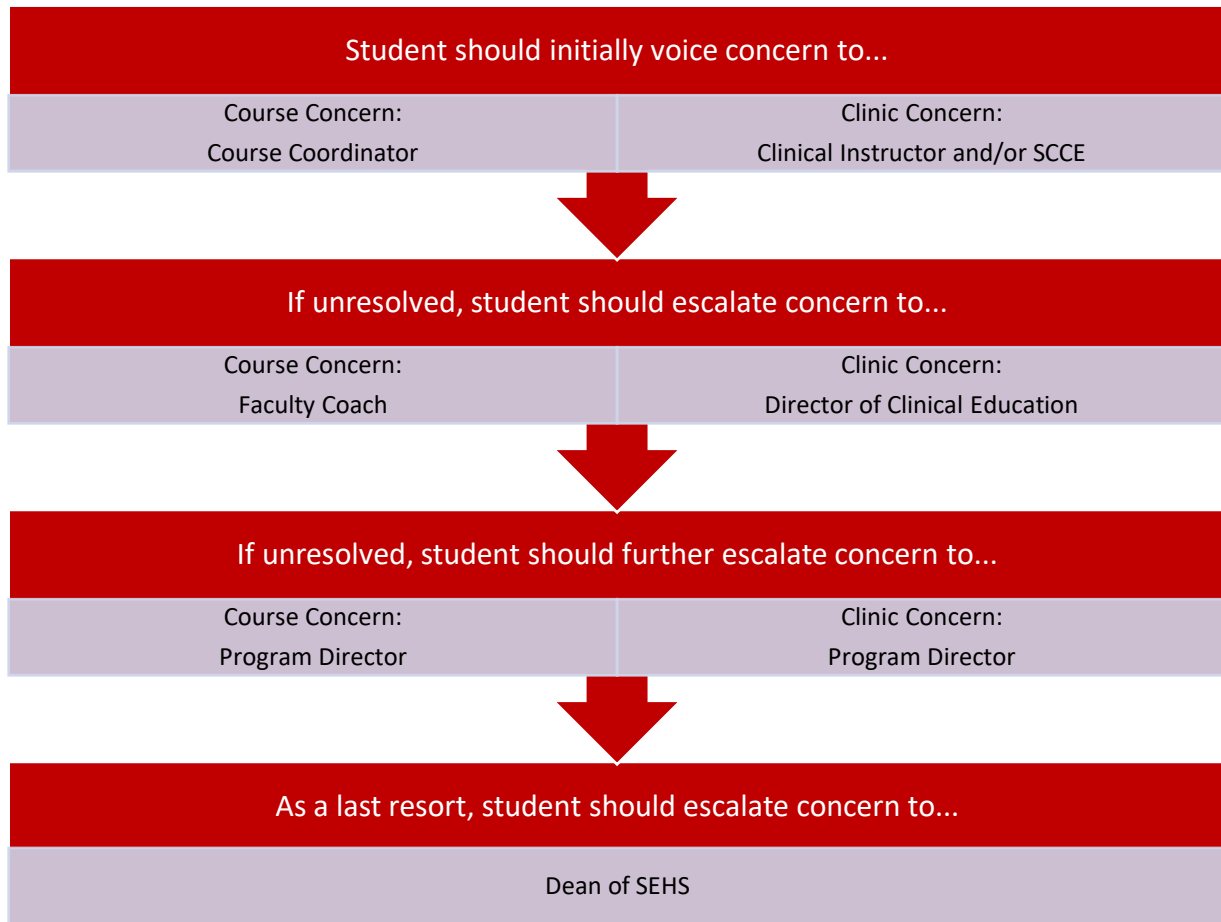 Student should initially voice concern to...
Course Concern:
Course Coordinator
Clinic Concern:
Clinical Instructor and/or SCCE
If unresolved, student should escalate concern to...
Course Concern:
Faculty Coach
Clinic Concern:
Director of Clinical Education
If unresolved, student should further escalate concern to...
Course Concern:
Program Director
Clinic Concern:
Program Director
As a last resort, student should escalate concern to...
Dean of SEHS